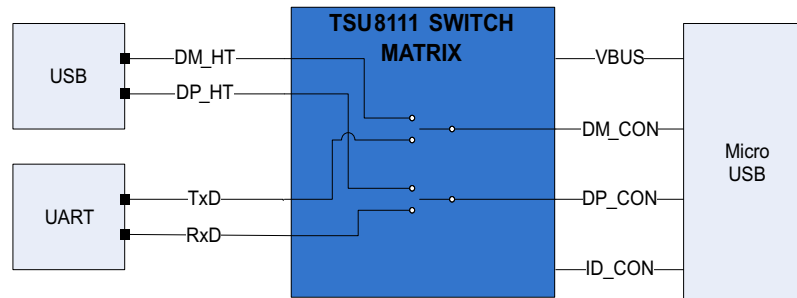 TSU8111 SWITCH
MATRIX
USB
DM_HT
DP_HT
UART
TxD
RxD
VBUS
DM_CON
DP_CON
ID_CON
Micro
USB